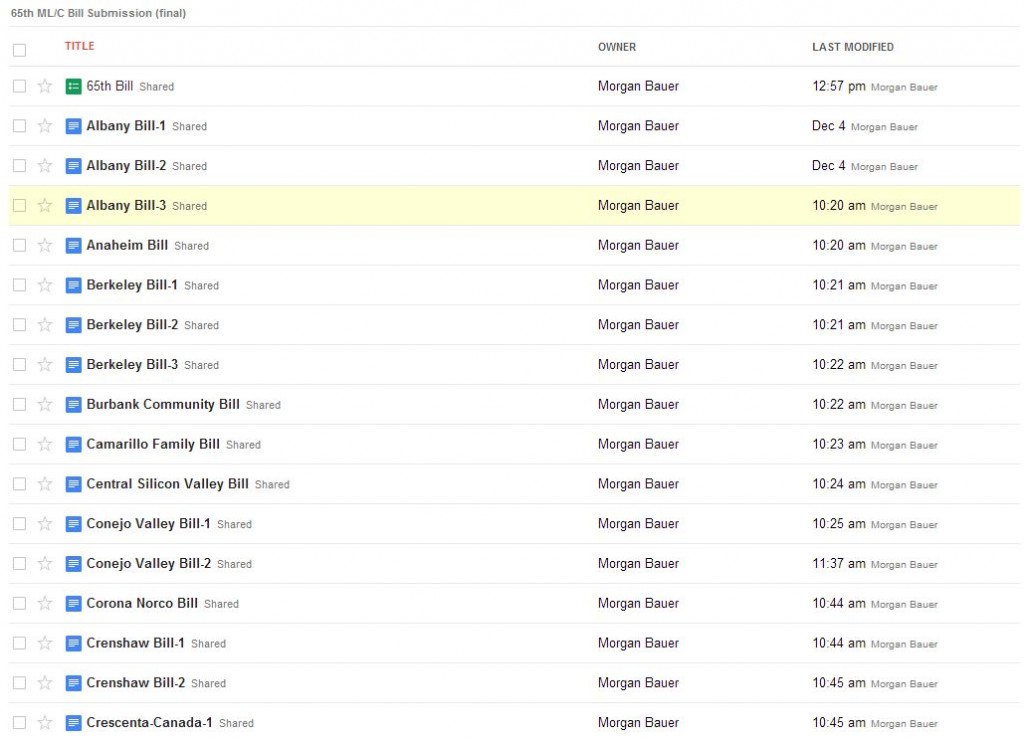 65th ML/C Bill Submission (final)
TITLE OWNER LAST MODIFIED
65th Bill Shared Morgan Bauer 12:57 pm Morgan Bauer
Albany Bill-1 Shared Morgan Bauer Dec 4 Morgan Bauer
Albany Bill-2 Shared Morgan Bauer Dec 4 Morgan Bauer
Albany Bill-3 Shared Morgan Bauer 10:20 am Morgan Bauer
Anaheim Bill Shared Morgan Bauer 10:20 am Morgan Bauer
Berkeley Bill-1 Shared Morgan Bauer 10:21 am Morgan Bauer
Berkeley Bill-2 Shared Morgan Bauer 10:21 am Morgan Bauer
Berkeley Bill-3 Shared Morgan Bauer 10:22 am Morgan Bauer
Burbank Community Bill Shared Morgan Bauer 10:22 am Morgan Bauer
Camarillo Family Bill Shared Morgan Bauer 10:23 am Morgan Bauer
Central Silicon Valley Bill Shared Morgan Bauer 10:24 am Morgan Bauer
Conejo Valley Bill-1 Shared Morgan Bauer 10:25 am Morgan Bauer
Conejo Valley Bill-2 Shared Morgan Bauer 11:37 am Morgan Bauer
Corona Norco Bill Shared Morgan Bauer 10:44 am Morgan Bauer
Crenshaw Bill-1 Shared Morgan Bauer 10:44 am Morgan Bauer
Crenshaw Bill-2 Shared Morgan Bauer 10:45 am Morgan Bauer
Crescenta-Canada-1 Shared Morgan Bauer 10:45 am Morgan Bauer